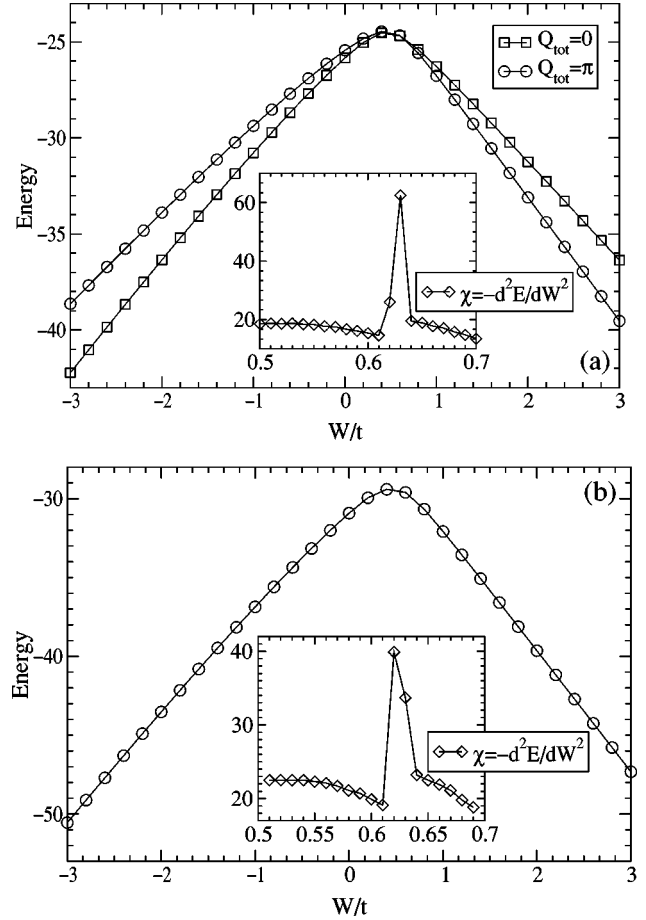 −25
−30
−35
−40
Energy
Q_tot=0
Q_tot=π
60
40
20
χ=−d²E/dW²
0.5 0.6 0.7
(a)
−3 −2 −1 0 1 2 3
W/t
(b)
−30
−40
−50
Energy
40
30
20
χ=−d²E/dW²
0.5 0.55 0.6 0.65 0.7
−3 −2 −1 0 1 2 3
W/t